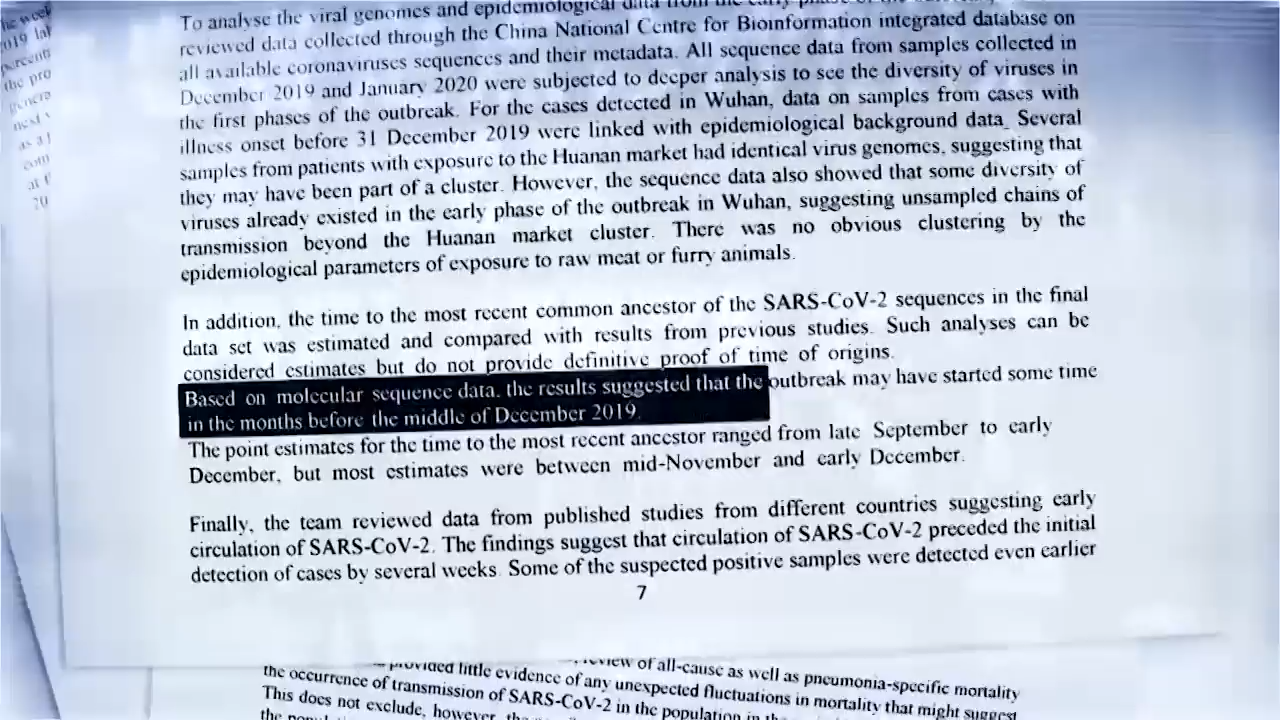 To analyse the viral genomes and epidemiological data from the early phase of the
reviewed data collected through the China National Centre for Bioinformation integrated database on
all available coronaviruses sequences and their metadata. All sequence data from samples collected in
December 2019 and January 2020 were subjected to deeper analysis to see the diversity of viruses in
the first phases of the outbreak. For the cases detected in Wuhan, data on samples from cases with
illness onset before 31 December 2019 were linked with epidemiological background data. Several
samples from patients with exposure to the Huanan market had identical virus genomes, suggesting that
they may have been part of a cluster. However, the sequence data also showed that some diversity of
viruses already existed in the early phase of the outbreak in Wuhan, suggesting unsampled chains of
transmission beyond the Huanan market cluster. There was no obvious clustering by the
epidemiological parameters of exposure to raw meat or furry animals.
In addition, the time to the most recent common ancestor of the SARS-CoV-2 sequences in the final
data set was estimated and compared with results from previous studies. Such analyses can be
considered estimates but do not provide definitive proof of time of origins.
Based on molecular sequence data, the results suggested that the outbreak may have started some time
in the months before the middle of December 2019.
The point estimates for the time to the most recent ancestor ranged from late September to early
December, but most estimates were between mid-November and early December.
Finally, the team reviewed data from published studies from different countries suggesting early
circulation of SARS-CoV-2. The findings suggest that circulation of SARS-CoV-2 preceded the initial
detection of cases by several weeks. Some of the suspected positive samples were detected even earlier
7
provided little evidence of any unexpected fluctuations in mortality that might suggest
review of all-cause as well as pneumonia-specific mortality
the occurrence of transmission of SARS-CoV-2 in the population in
This does not exclude, however,